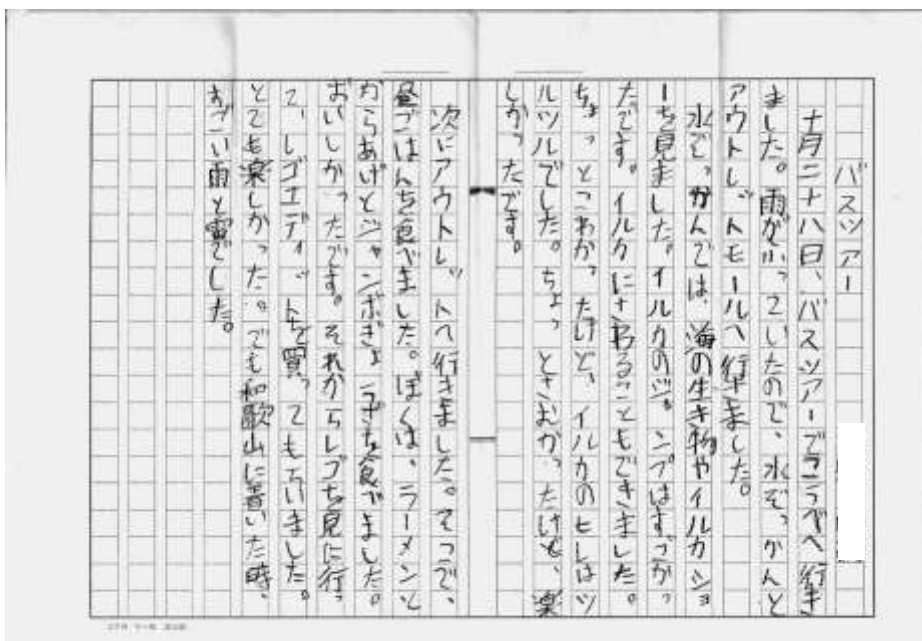 バスツアー
十月二十八日、バスツアーでこうべへ行き
ました。雨がふっていたので、水ぞっかんと
アウトレットモールへ行きました。
水ぞっかんでは、海の生き物やイルカショ
ーを見ました。イルカのジャンプはすごかっ
たです。イルカにさわることもできました。
ちょっとこわかったけど、イルカのヒレはツ
ルツルでした。ちょっとさむかったけど、楽
しかったです。
次にアウトレットへ行きました。そこで、
昼ごはんを食べました。ぼくは、ラーメンと
からあげとジャンボぎょうざを食べました。
おいしかったです。それからレゴを見に行っ
て、レゴエディットを買ってもらいました。
とても楽しかった。でも和歌山に着いた時、
すごい雨と雷でした。